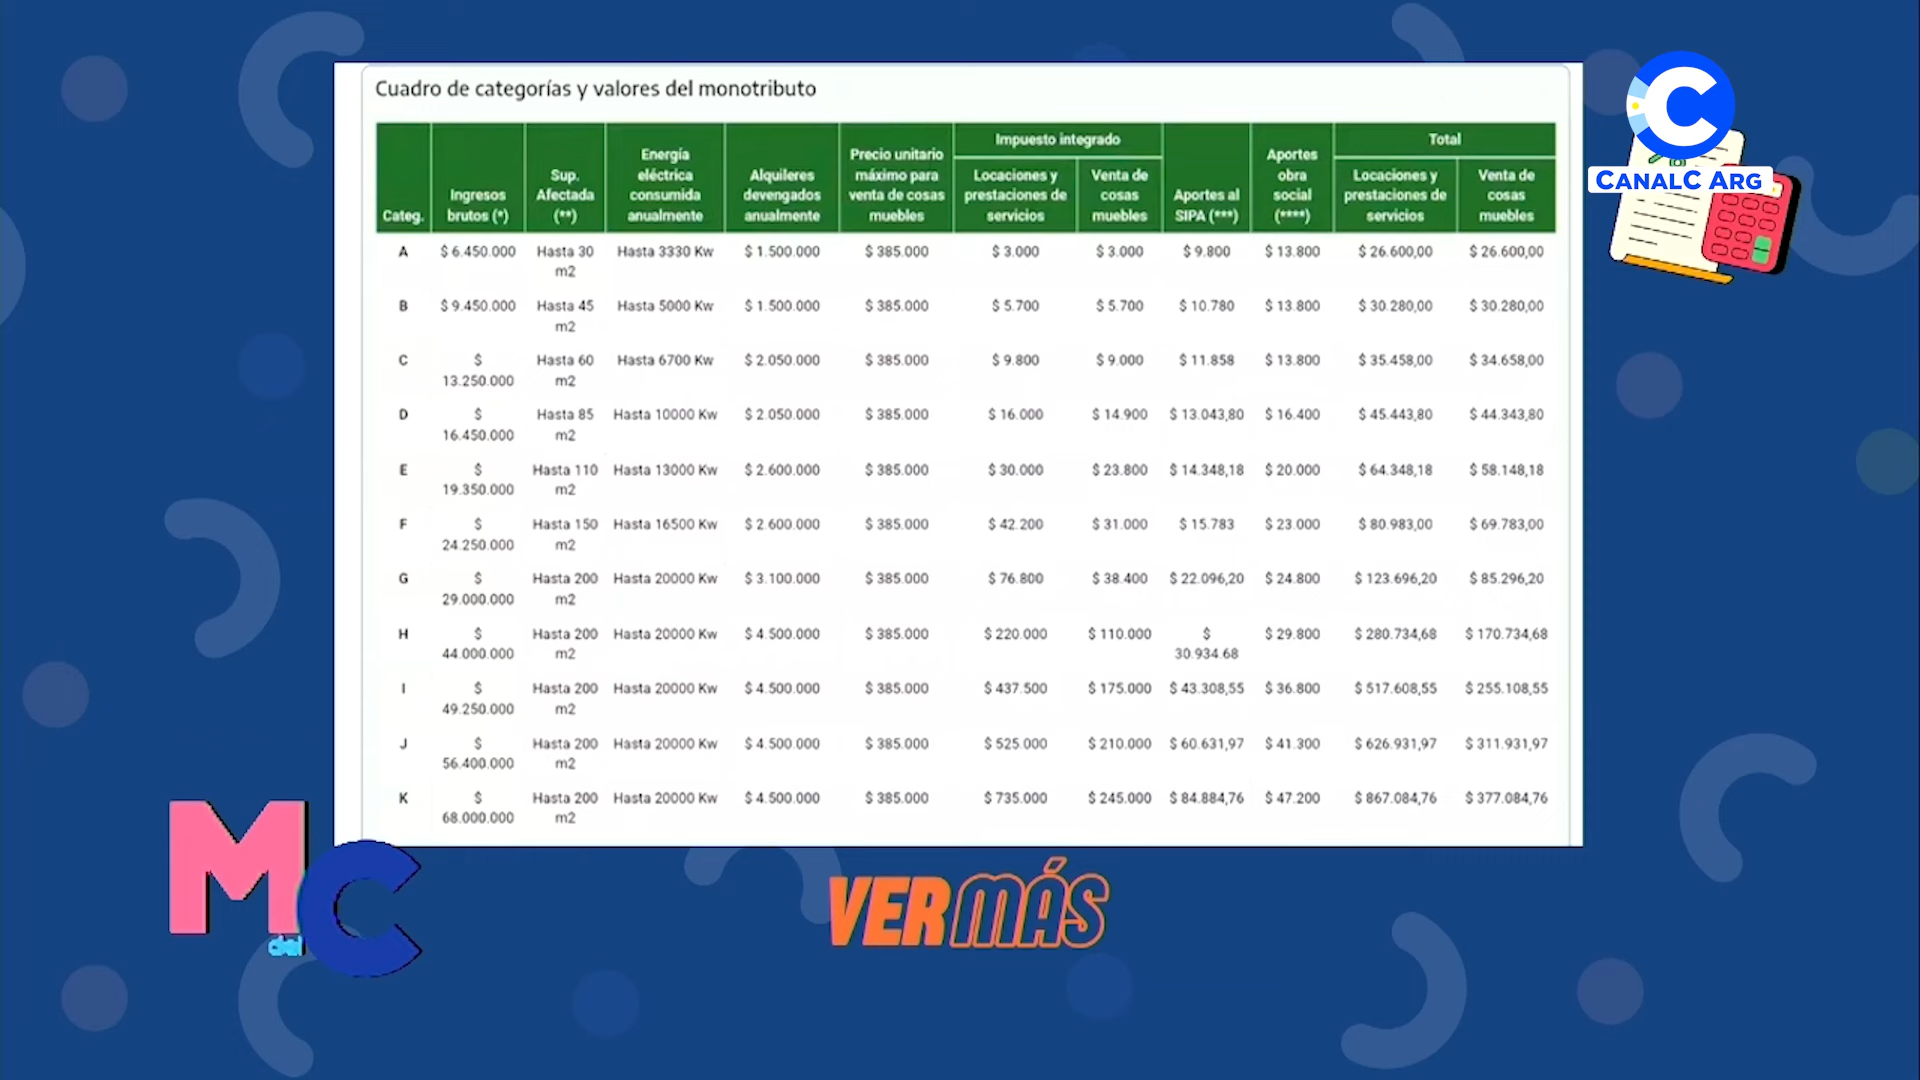 Cuadro de categorías y valores del monotributo
CANALC ARG
Impuesto integrado Total
Categ. Ingresos brutos (*) Sup. Afectada (**) Energía eléctrica consumida anualmente Alquileres devengados anualmente Precio unitario máximo para venta de cosas muebles Locaciones y prestaciones de servicios Venta de cosas muebles Aportes al SIPA (***) Aportes obra social (****) Locaciones y prestaciones de servicios Venta de cosas muebles
A $ 6.450.000 Hasta 30 m2 Hasta 3330 Kw $ 1.500.000 $ 385.000 $ 3.000 $ 3.000 $ 9.800 $ 13.800 $ 26.600,00 $ 26.600,00
B $ 9.450.000 Hasta 45 m2 Hasta 5000 Kw $ 1.500.000 $ 385.000 $ 5.700 $ 5.700 $ 10.780 $ 13.800 $ 30.280,00 $ 30.280,00
C $ 13.250.000 Hasta 60 m2 Hasta 6700 Kw $ 2.050.000 $ 385.000 $ 9.800 $ 9.000 $ 11.858 $ 13.800 $ 35.458,00 $ 34.658,00
D $ 16.450.000 Hasta 85 m2 Hasta 10000 Kw $ 2.050.000 $ 385.000 $ 16.000 $ 14.900 $ 13.043,80 $ 16.400 $ 45.443,80 $ 44.343,80
E $ 19.350.000 Hasta 110 m2 Hasta 13000 Kw $ 2.600.000 $ 385.000 $ 30.000 $ 23.800 $ 14.348,18 $ 20.000 $ 64.348,18 $ 58.148,18
F $ 24.250.000 Hasta 150 m2 Hasta 16500 Kw $ 2.600.000 $ 385.000 $ 42.200 $ 31.000 $ 15.783 $ 23.000 $ 80.983,00 $ 69.783,00
G $ 29.000.000 Hasta 200 m2 Hasta 20000 Kw $ 3.100.000 $ 385.000 $ 76.800 $ 38.400 $ 22.096,20 $ 24.800 $ 123.696,20 $ 85.296,20
H $ 44.000.000 Hasta 200 m2 Hasta 20000 Kw $ 4.500.000 $ 385.000 $ 220.000 $ 110.000 $ 30.934.68 $ 29.800 $ 280.734,68 $ 170.734,68
I $ 49.250.000 Hasta 200 m2 Hasta 20000 Kw $ 4.500.000 $ 385.000 $ 437.500 $ 175.000 $ 43.308,55 $ 36.800 $ 517.608,55 $ 255.108,55
J $ 56.400.000 Hasta 200 m2 Hasta 20000 Kw $ 4.500.000 $ 385.000 $ 525.000 $ 210.000 $ 60.631,97 $ 41.300 $ 626.931,97 $ 311.931,97
K $ 68.000.000 Hasta 200 m2 Hasta 20000 Kw $ 4.500.000 $ 385.000 $ 735.000 $ 245.000 $ 84.884,76 $ 47.200 $ 867.084,76 $ 377.084,76
M del C
VERMÁS